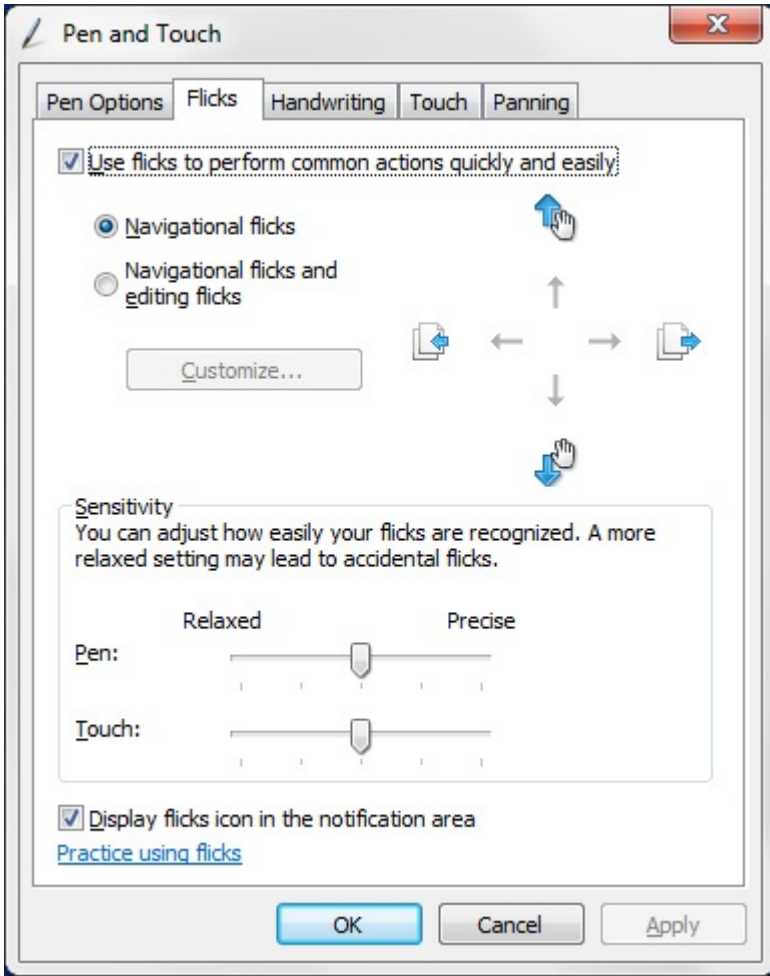 Pen and Touch
Pen Options Flicks Handwriting Touch Panning
Use flicks to perform common actions quickly and easily
Navigational flicks
Navigational flicks and
editing flicks
Customize...
Sensitivity
You can adjust how easily your flicks are recognized. A more
relaxed setting may lead to accidental flicks.
Relaxed Precise
Pen:
Touch:
Display flicks icon in the notification area
Practice using flicks
OK Cancel Apply